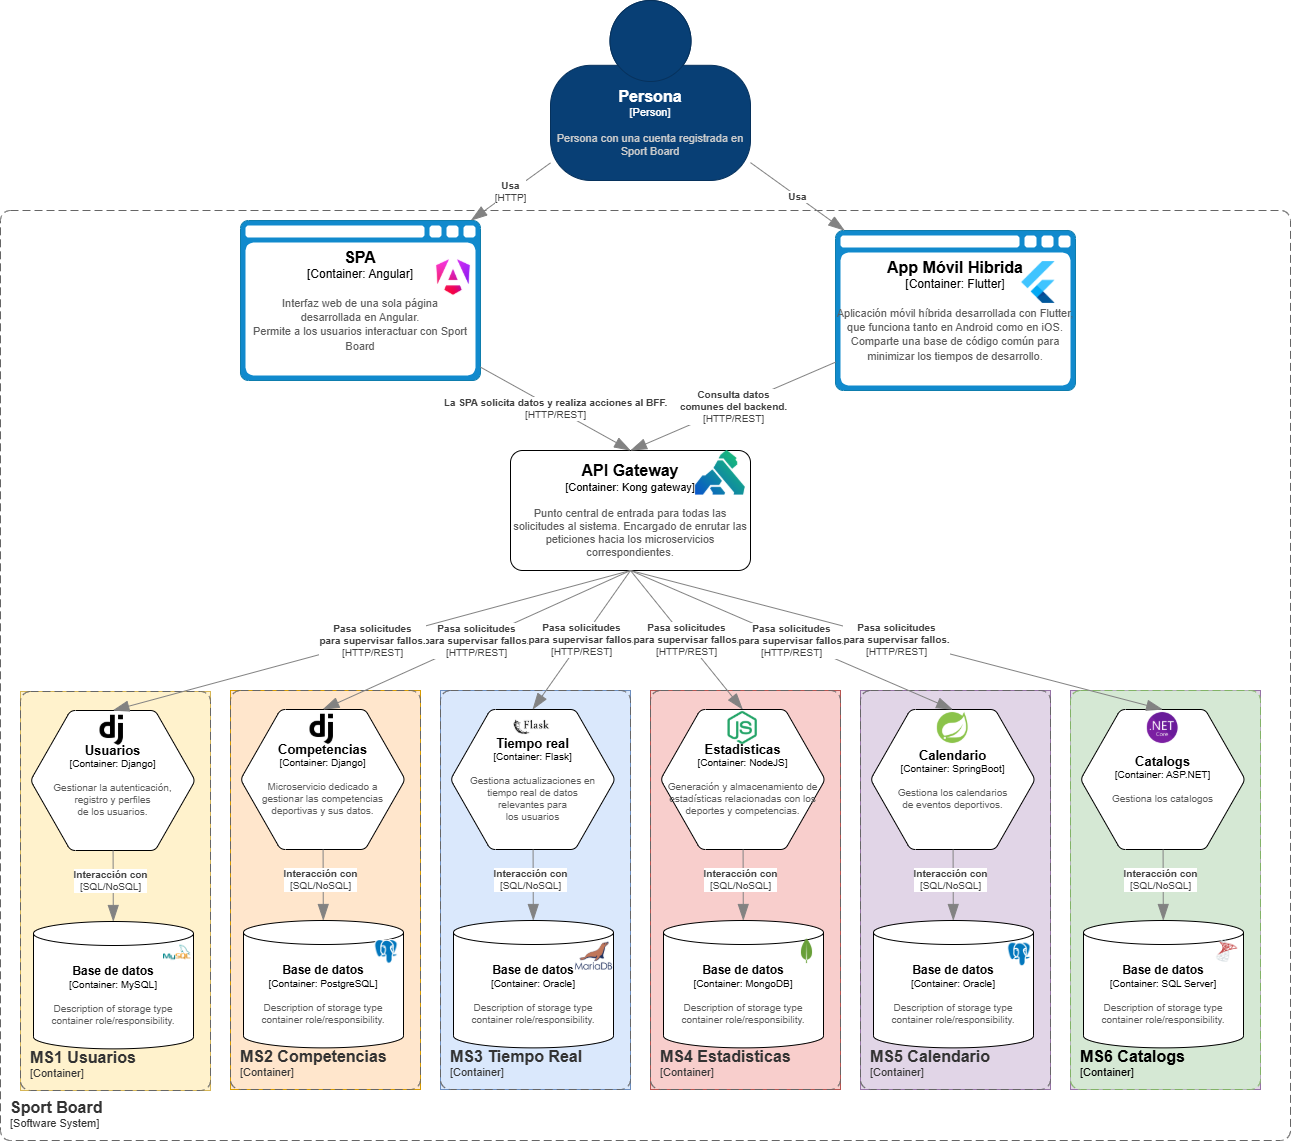 Persona
[Person]
Persona con una cuenta registrada en
Sport Board
Usa
[HTTP]
Usa
SPA
[Container: Angular]
Interfaz web de una sola página
desarrollada en Angular.
Permite a los usuarios interactuar con Sport
Board
App Móvil Hibrida
[Container: Flutter]
Aplicación móvil híbrida desarrollada con Flutter
que funciona tanto en Android como en iOS.
Comparte una base de código común para
minimizar los tiempos de desarrollo.
La SPA solicita datos y realiza acciones al BFF.
[HTTP/REST]
Consulta datos
comunes del backend.
[HTTP/REST]
API Gateway
[Container: Kong gateway]
Punto central de entrada para todas las
solicitudes al sistema. Encargado de enrutar las
peticiones hacia los microservicios
correspondientes.
Pasa solicitudes
para supervisar fallos.
[HTTP/REST]
Pasa solicitudes
para supervisar fallos.
[HTTP/REST]
Pasa solicitudes
para supervisar fallos.
[HTTP/REST]
Pasa solicitudes
para supervisar fallos.
[HTTP/REST]
Pasa solicitudes
para supervisar fallos.
[HTTP/REST]
Pasa solicitudes
para supervisar fallos.
[HTTP/REST]
dj
Usuarios
[Container: Django]
Gestionar la autenticación,
registro y perfiles
de los usuarios.
dj
Competencias
[Container: Django]
Microservicio dedicado a
gestionar las competencias
deportivas y sus datos.
Flask
Tiempo real
[Container: Flask]
Gestiona actualizaciones en
tiempo real de datos
relevantes para
los usuarios
JS
Estadisticas
[Container: NodeJS]
Generación y almacenamiento de
estadísticas relacionadas con los
deportes y competencias.
Calendario
[Container: SpringBoot]
Gestiona los calendarios
de eventos deportivos.
.NET
Core
Catalogs
[Container: ASP.NET]
Gestiona los catalogos
Interacción con
[SQL/NoSQL]
Interacción con
[SQL/NoSQL]
Interacción con
[SQL/NoSQL]
Interacción con
[SQL/NoSQL]
Interacción con
[SQL/NoSQL]
Interacción con
[SQL/NoSQL]
MySQL
Base de datos
[Container: MySQL]
Description of storage type
container role/responsibility.
Base de datos
[Container: PostgreSQL]
Description of storage type
container role/responsibility.
MariaDB
Base de datos
[Container: Oracle]
Description of storage type
container role/responsibility.
Base de datos
[Container: MongoDB]
Description of storage type
container role/responsibility.
Base de datos
[Container: Oracle]
Description of storage type
container role/responsibility.
Base de datos
[Container: SQL Server]
Description of storage type
container role/responsibility.
MS1 Usuarios
[Container]
MS2 Competencias
[Container]
MS3 Tiempo Real
[Container]
MS4 Estadisticas
[Container]
MS5 Calendario
[Container]
MS6 Catalogs
[Container]
Sport Board
[Software System]